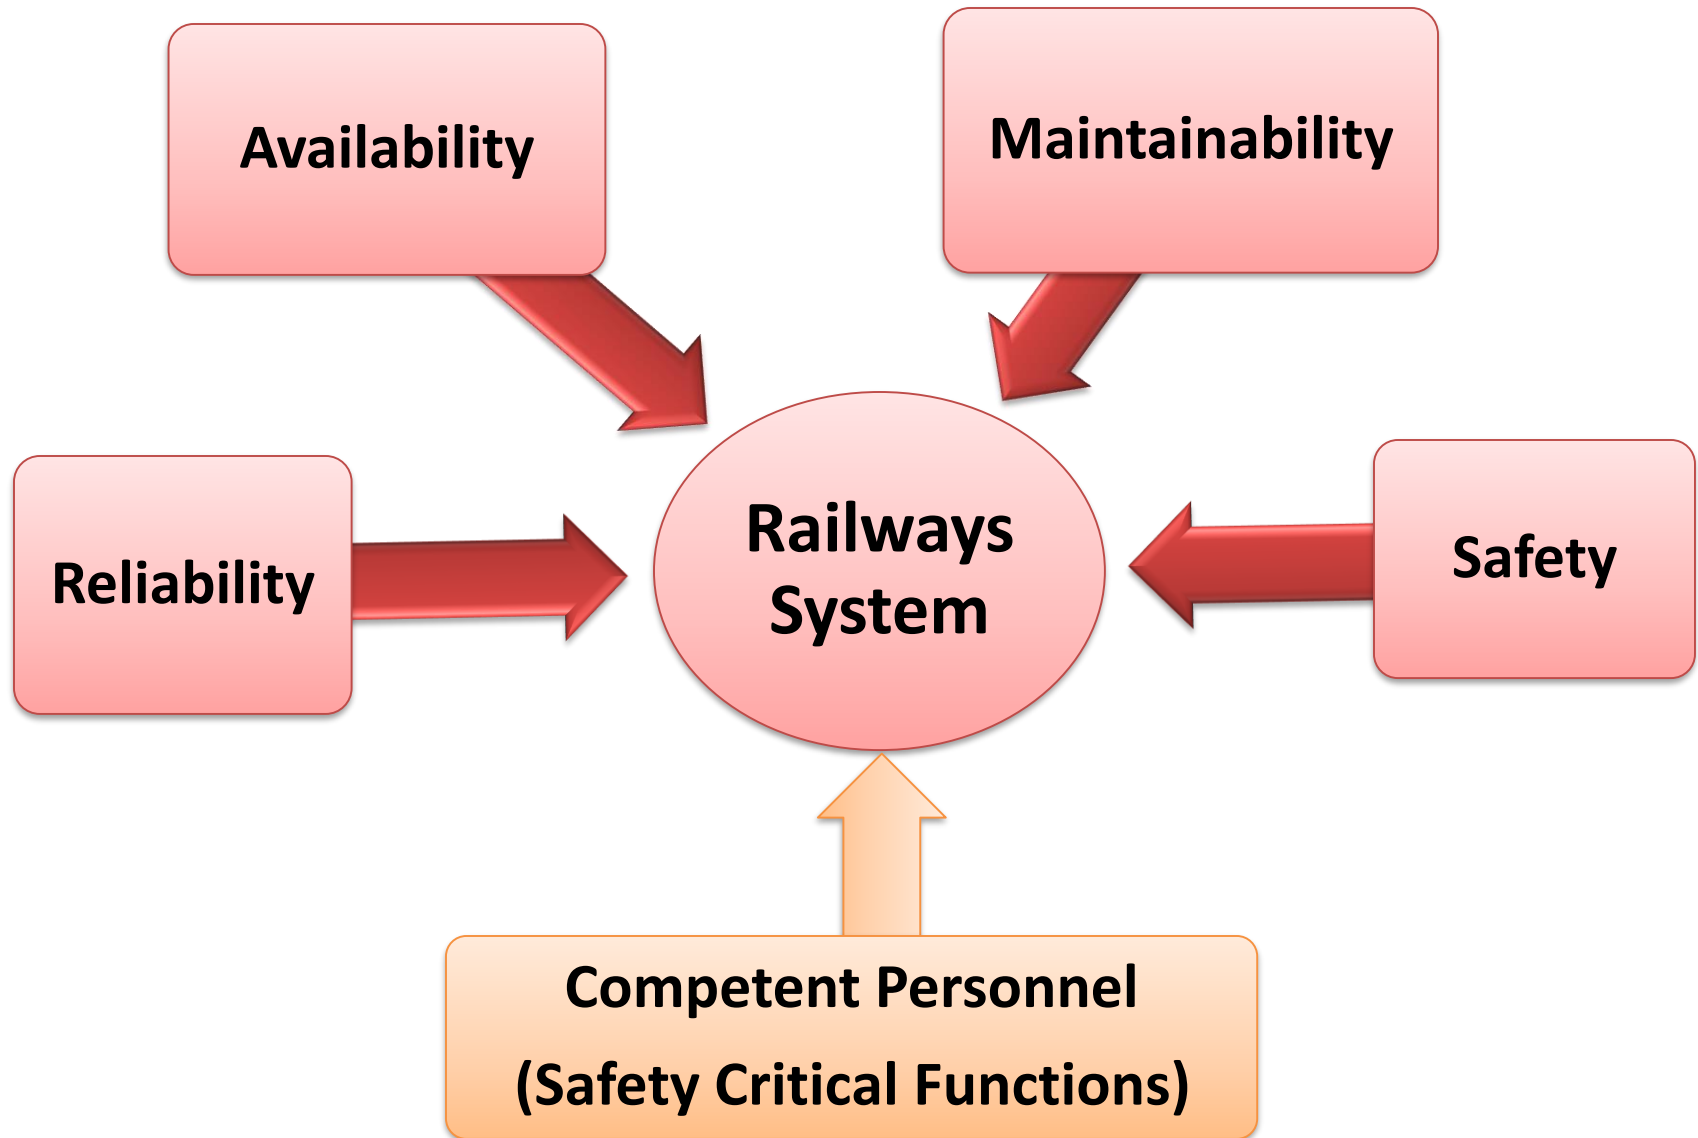 Availability
Maintainability
Reliability
Railways
System
Safety
Competent Personnel
(Safety Critical Functions)